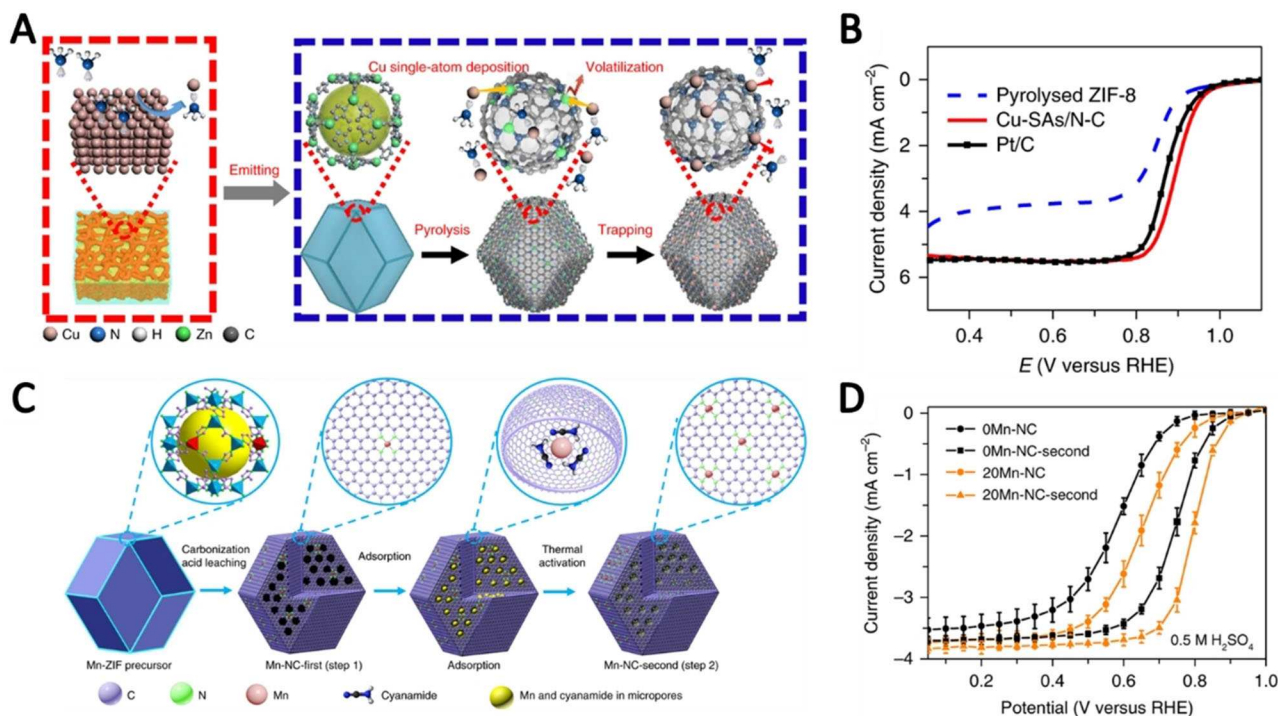 A
Cu single-atom deposition
Volatilization
Emitting
Pyrolysis
Trapping
Cu N H Zn C
B
Current density (mA cm⁻²)
0
2
4
6
Pyrolysed ZIF-8
Cu-SAs/N-C
Pt/C
0.4 0.6 0.8 1.0
E (V versus RHE)
C
Carbonization
acid leaching
Adsorption
Thermal
activation
Mn-ZIF precursor
Mn-NC-first (step 1)
Adsorption
Mn-NC-second (step 2)
C N Mn Cyanamide Mn and cyanamide in micropores
D
Current density (mA cm⁻²)
0
−1
−2
−3
−4
0Mn-NC
0Mn-NC-second
20Mn-NC
20Mn-NC-second
0.5 M H₂SO₄
0.2 0.4 0.6 0.8 1.0
Potential (V versus RHE)